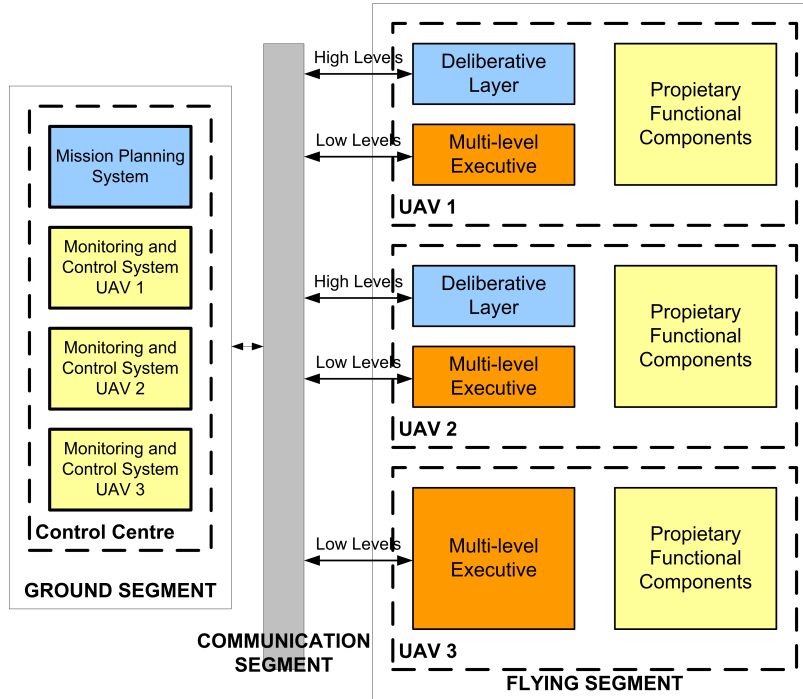 Mission Planning
System
Monitoring and
Control System
UAV 1
Monitoring and
Control System
UAV 2
Monitoring and
Control System
UAV 3
Control Centre
GROUND SEGMENT
COMMUNICATION
SEGMENT
High Levels
Low Levels
Deliberative
Layer
Multi-level
Executive
Propietary
Functional
Components
UAV 1
High Levels
Low Levels
Deliberative
Layer
Multi-level
Executive
Propietary
Functional
Components
UAV 2
Low Levels
Multi-level
Executive
Propietary
Functional
Components
UAV 3
FLYING SEGMENT